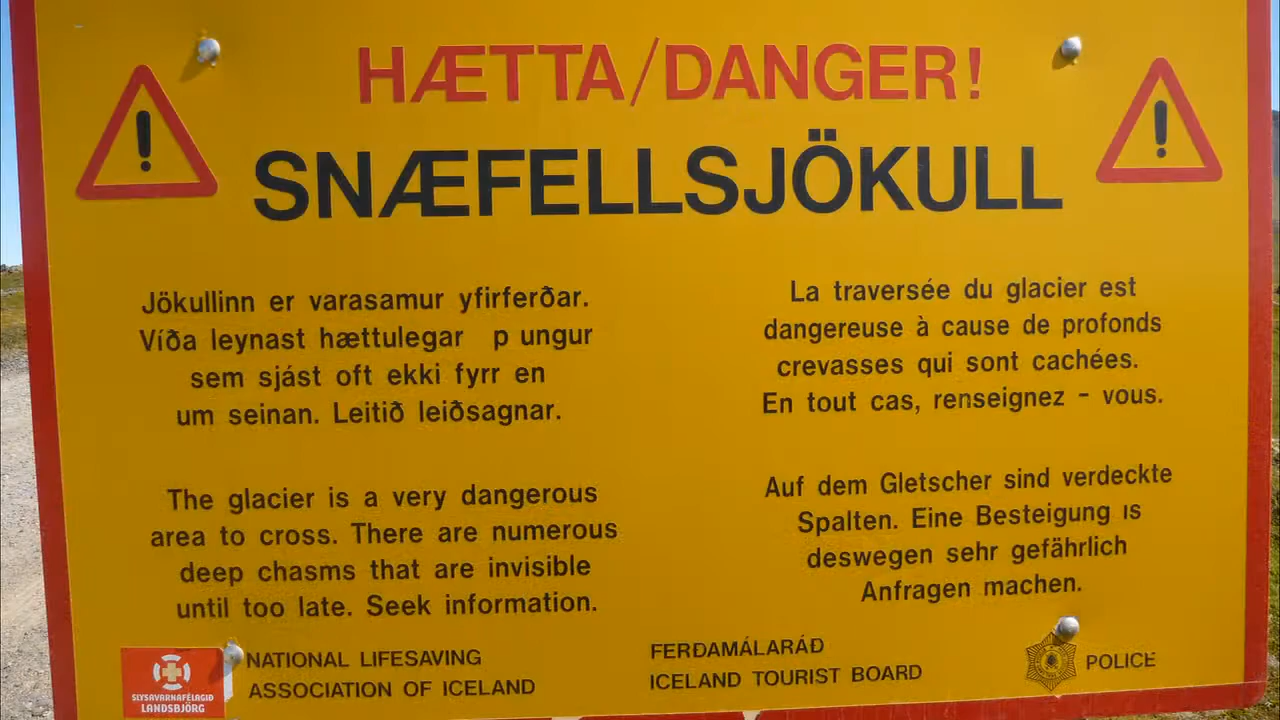 HÆTTA/DANGER!
SNÆFELLSJÖKULL
Jökullinn er varasamur yfirferðar.
Víða leynast hættulegar p ungur
sem sjást oft ekki fyrr en
um seinan. Leitið leiðsagnar.
La traversée du glacier est
dangereuse à cause de profonds
crevasses qui sont cachées.
En tout cas, renseignez - vous.
The glacier is a very dangerous
area to cross. There are numerous
deep chasms that are invisible
until too late. Seek information.
Auf dem Gletscher sind verdeckte
Spalten. Eine Besteigung is
deswegen sehr gefährlich
Anfragen machen.
SLYSAVARNAFÉLAGIÐ
LANDSBJÖRG
NATIONAL LIFESAVING
ASSOCIATION OF ICELAND
FERÐAMÁLARÁÐ
ICELAND TOURIST BOARD
POLICE